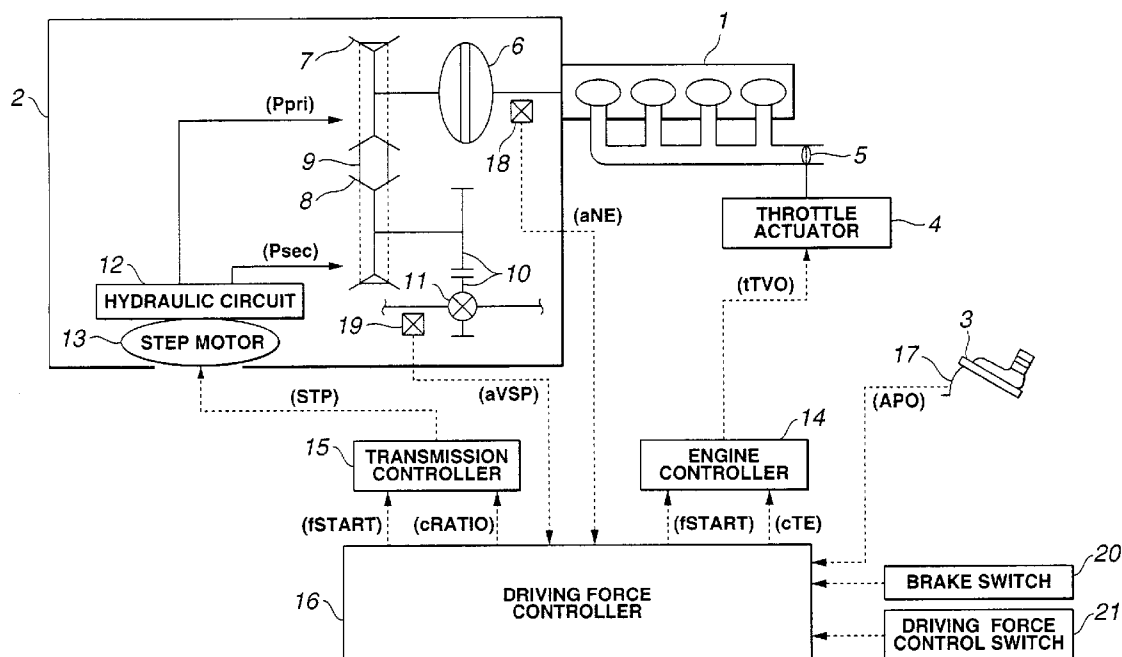 1
7
6
2
(Ppri)
18
5
9
8
THROTTLE
ACTUATOR
4
(aNE)
(Psec)
10
12
11
HYDRAULIC CIRCUIT
(tTVO)
13
STEP MOTOR
19
3
17
(STP)
(aVSP)
(APO)
14
15
TRANSMISSION
CONTROLLER
ENGINE
CONTROLLER
(fSTART)
(cRATIO)
(fSTART)
(cTE)
20
BRAKE SWITCH
16
DRIVING FORCE
CONTROLLER
21
DRIVING FORCE
CONTROL SWITCH